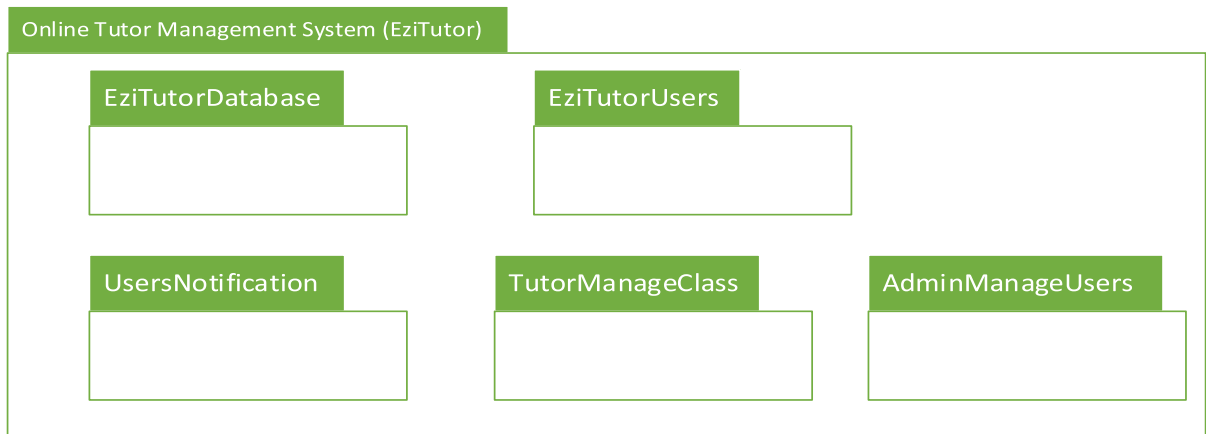 Online Tutor Management System (EziTutor)
EziTutorDatabase
EziTutorUsers
UsersNotification
TutorManageClass
AdminManageUsers